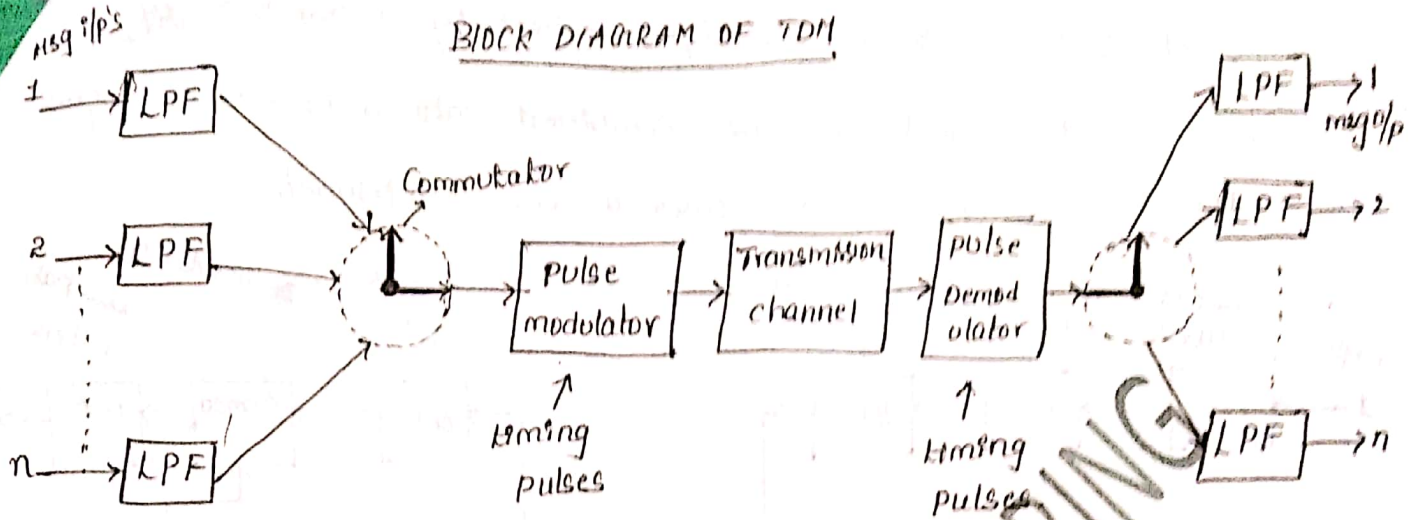 Msg i/p's
BLOCK DIAGRAM OF TDM
1
LPF
LPF
1
msg o/p
Commutator
2
LPF
LPF
2
Pulse
modulator
Transmission
channel
pulse
Demod
ulator
n
LPF
timing
pulses
timing
pulses
LPF
n
RING